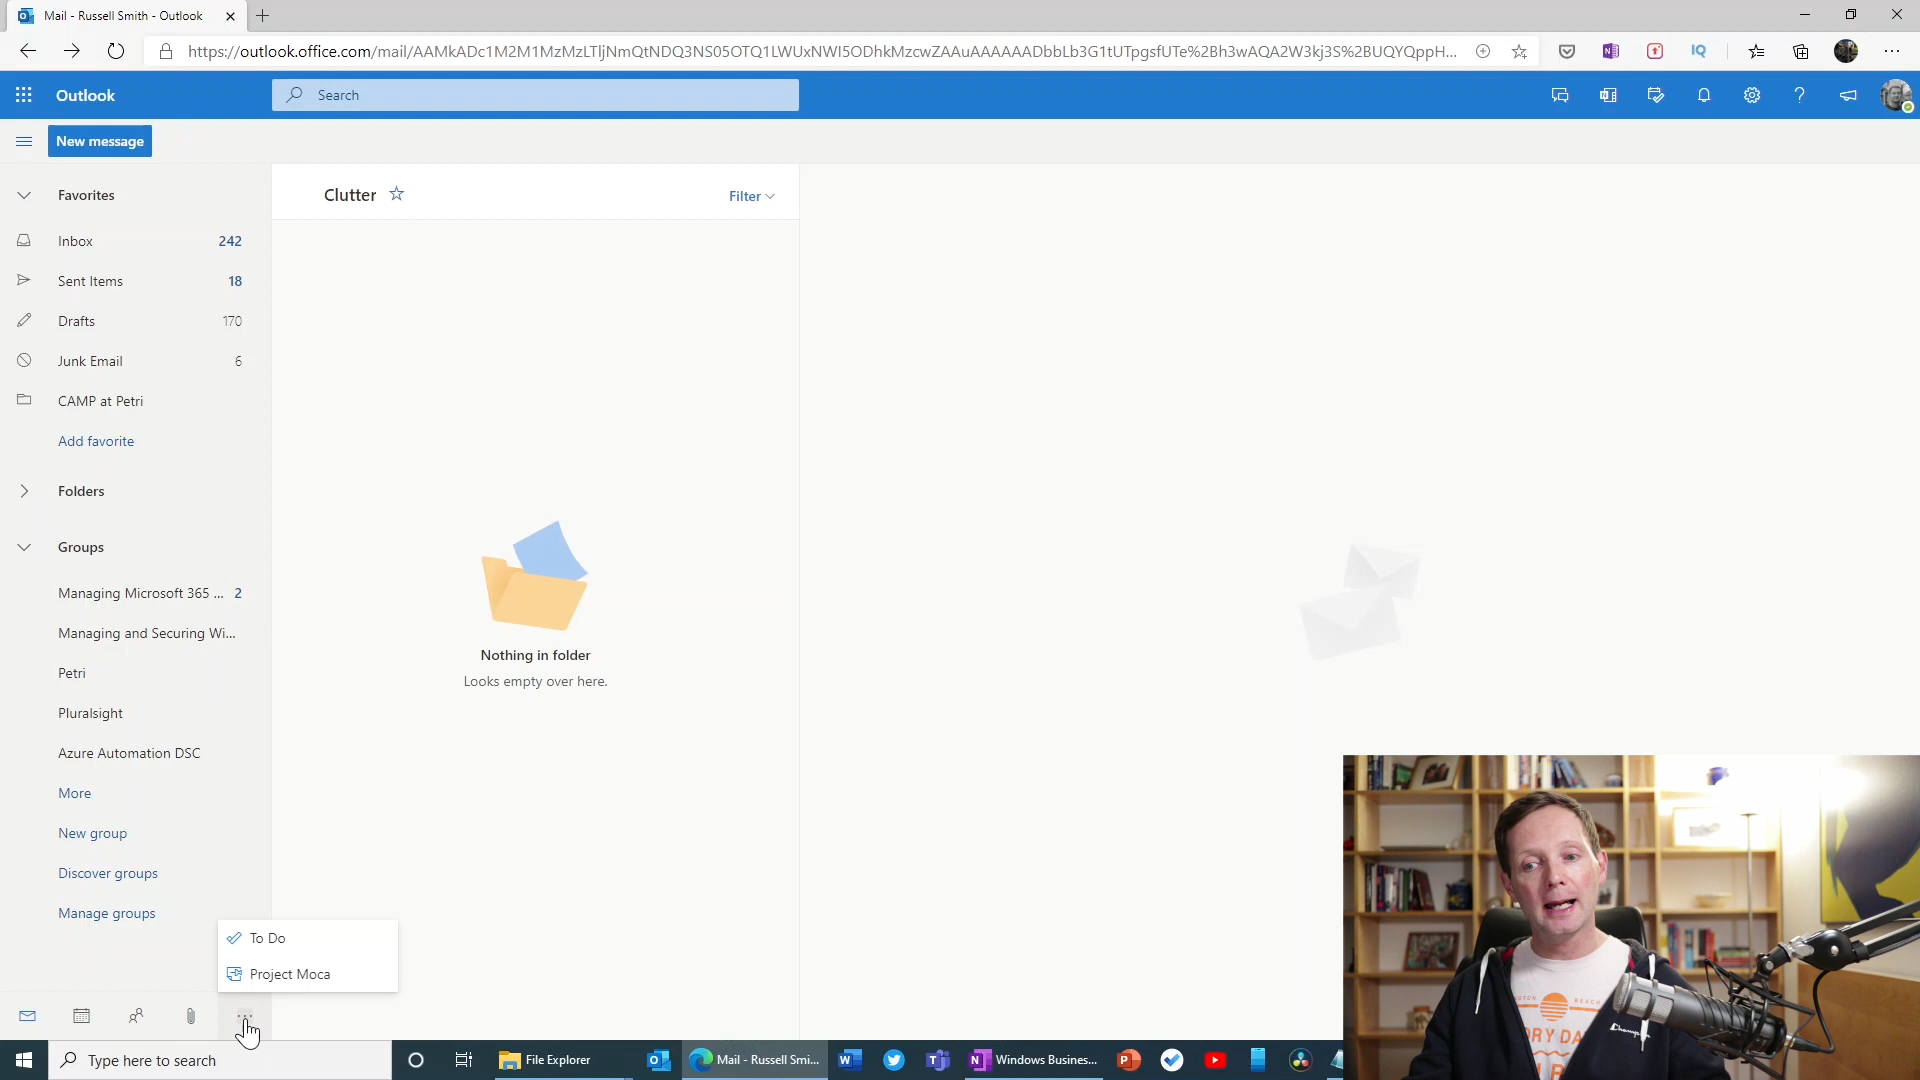 Mail - Russell Smith - Outlook
https://outlook.office.com/mail/AAMkADc1M2M1MzMzLTljNmQtNDQ3NS05OTQ1LWUxNWI5ODhkMzcwZAAuAAAAAADbbLb3G1tUTpgsfUTe%2Bh3wAQA2W3kj3S%2BUQYQppH...
IQ
Outlook
Search
New message
Favorites
Clutter
Filter
Inbox 242
Sent Items 18
Drafts 170
Junk Email 6
CAMP at Petri
Add favorite
Folders
Groups
Managing Microsoft 365 ... 2
Managing and Securing Wi...
Petri
Pluralsight
Azure Automation DSC
More
New group
Discover groups
Manage groups
Nothing in folder
Looks empty over here.
To Do
Project Moca
Type here to search
File Explorer
Mail - Russell Smi...
Windows Busines...
Champion